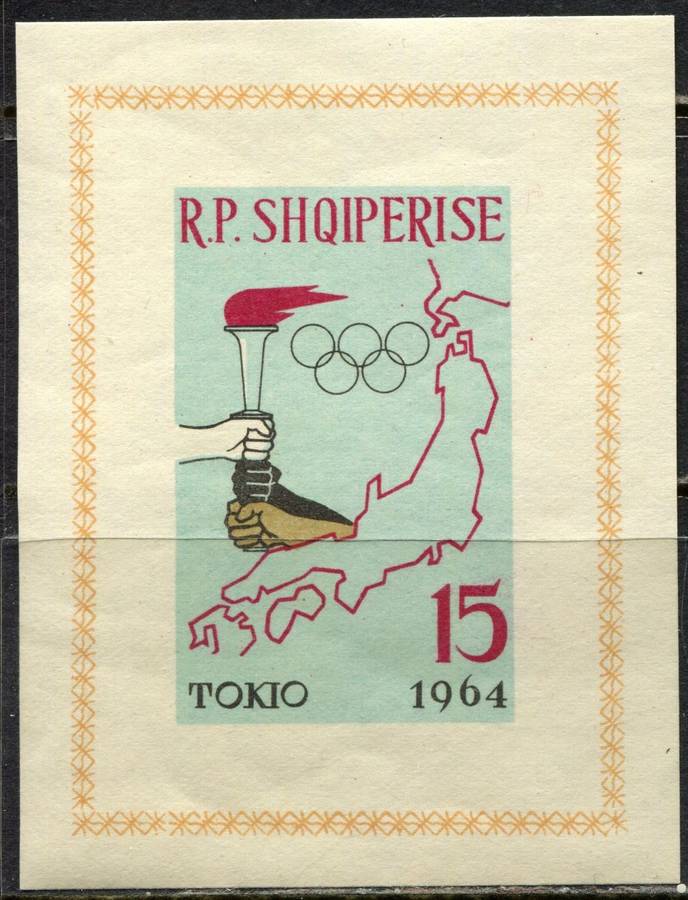 R.P. SHQIPERISE
15
TOKIO 1964